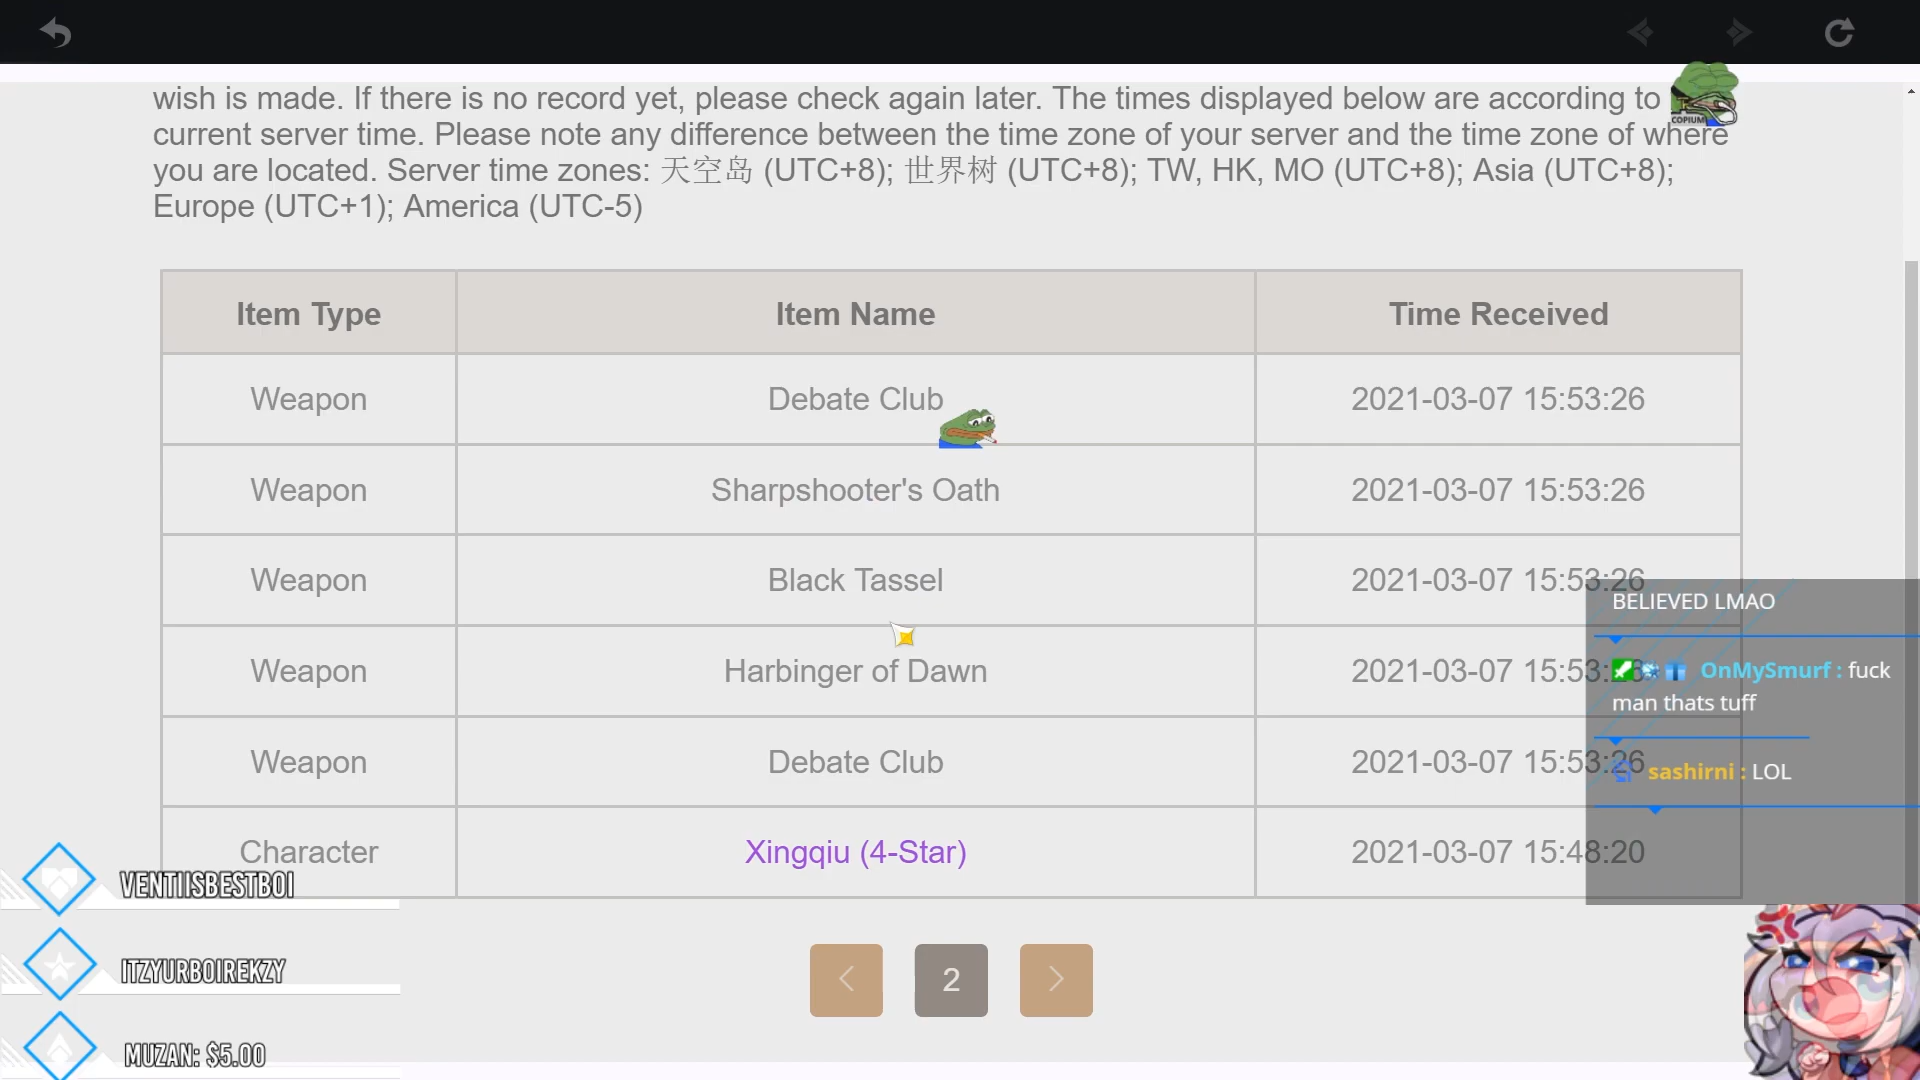 wish is made. If there is no record yet, please check again later. The times displayed below are according to
COPIUM
current server time. Please note any difference between the time zone of your server and the time zone of where
you are located. Server time zones: 天空岛 (UTC+8); 世界树 (UTC+8); TW, HK, MO (UTC+8); Asia (UTC+8);
Europe (UTC+1); America (UTC-5)
Item Type Item Name Time Received
Weapon Debate Club 2021-03-07 15:53:26
Weapon Sharpshooter's Oath 2021-03-07 15:53:26
Weapon Black Tassel 2021-03-07 15:53:26
Weapon Harbinger of Dawn 2021-03-07 15:53:26
Weapon Debate Club 2021-03-07 15:53:26
Character Xingqiu (4-Star) 2021-03-07 15:48:20
2
BELIEVED LMAO
OnMySmurf : fuck
man thats tuff
sashirni : LOL
VENTIISBESTBOI
ITZYURBOIREKZY
MUZAN: $5.00